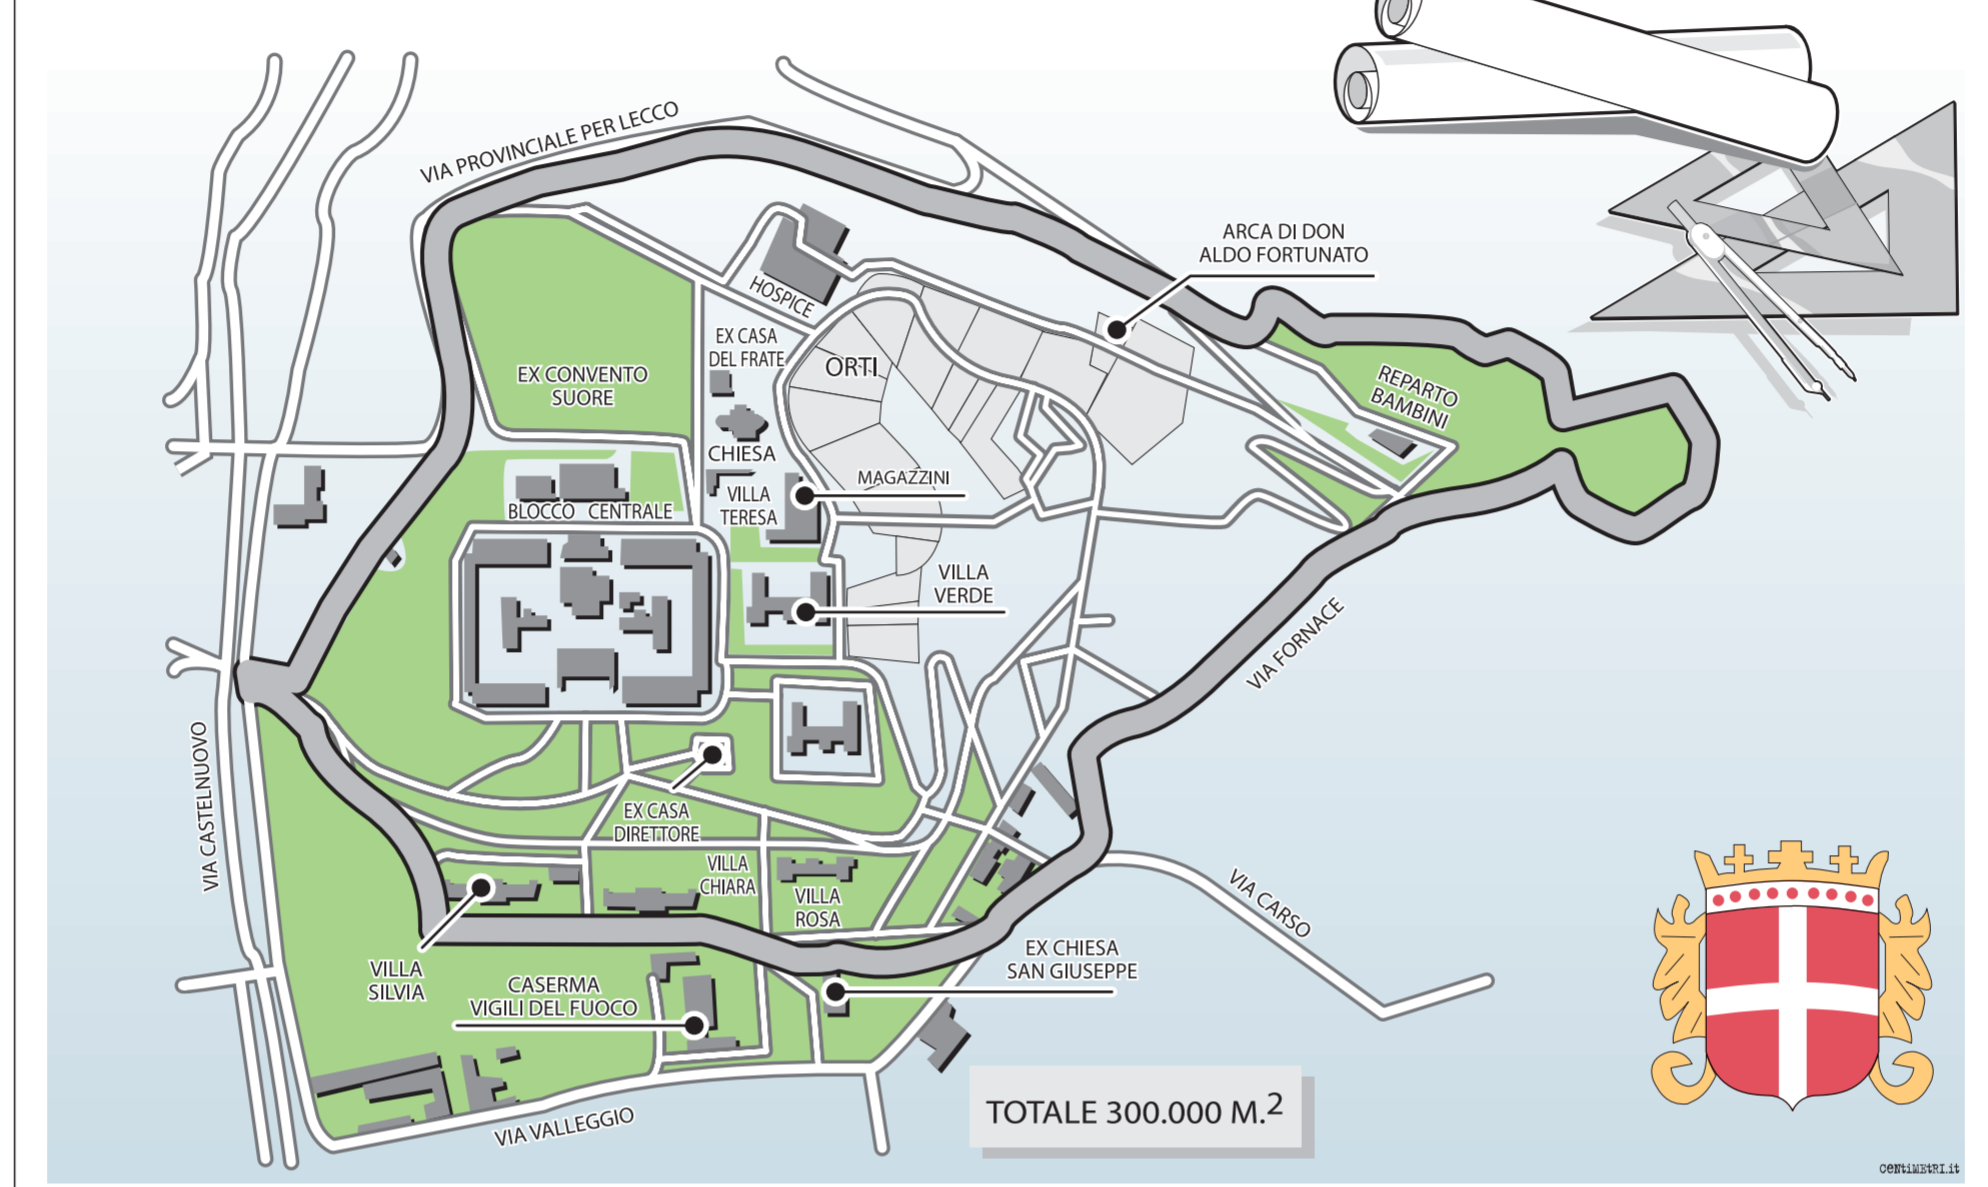 VIA PROVINCIALE PER LECCO
ARCA DI DON
ALDO FORTUNATO
HOSPICE
EX CASA
DEL FRATE
ORTI
EX CONVENTO
SUORE
REPARTO
BAMBINI
CHIESA
MAGAZZINI
VILLA
TERESA
BLOCCO CENTRALE
VILLA
VERDE
VIA FORNACE
VIA CASTELNUOVO
EX CASA
DIRETTORE
VILLA
CHIARA
VILLA
ROSA
VIA CARSO
EX CHIESA
SAN GIUSEPPE
VILLA
SILVIA
CASERMA
VIGILI DEL FUOCO
TOTALE 300.000 M.2
VIA VALLEGGIO
CENTIMETRI.it